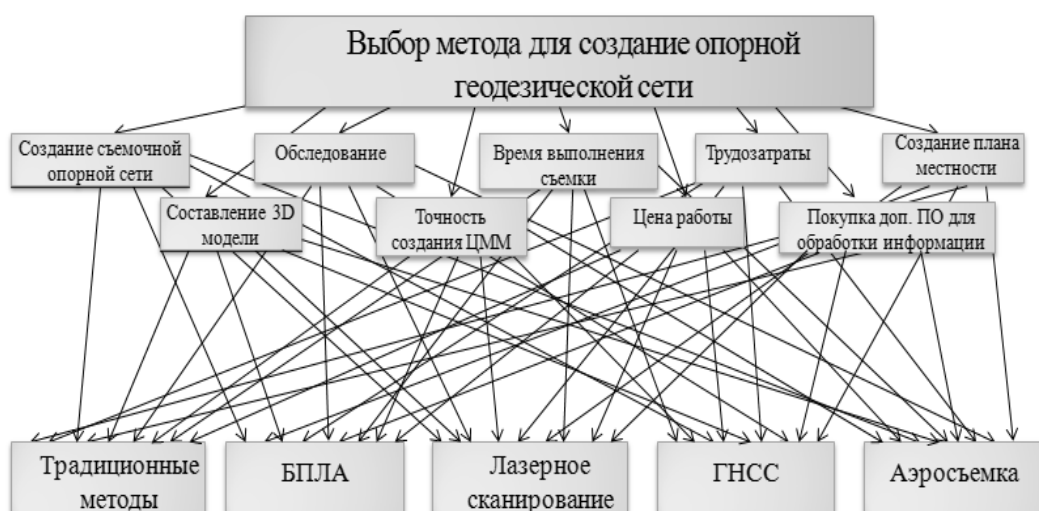 Выбор метода для создание опорной
геодезической сети
Создание съемочной
опорной сети
Обследование
Время выполнения
съемки
Трудозатраты
Создание плана
местности
Составление 3D
модели
Точность
создания ЦММ
Цена работы
Покупка доп. ПО для
обработки информации
Традиционные
методы
БПЛА
Лазерное
сканирование
ГНСС
Аэросъемка